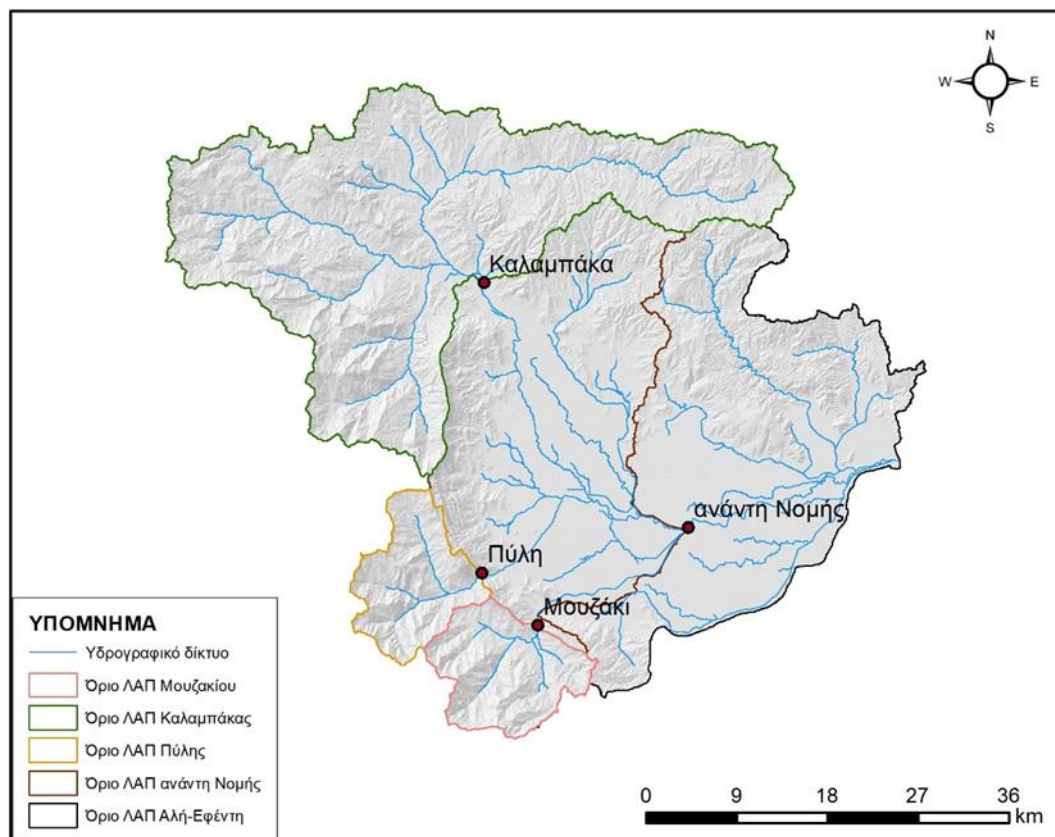 N
W E
S
Καλαμπάκα
ανάντη Νομής
Πύλη
Μουζάκι
ΥΠΟΜΝΗΜΑ
Υδρογραφικό δίκτυο
Όριο ΛΑΠ Μουζακίου
Όριο ΛΑΠ Καλαμπάκας
Όριο ΛΑΠ Πύλης
Όριο ΛΑΠ ανάντη Νομής
Όριο ΛΑΠ Αλή-Εφέντη
0 9 18 27 36
km